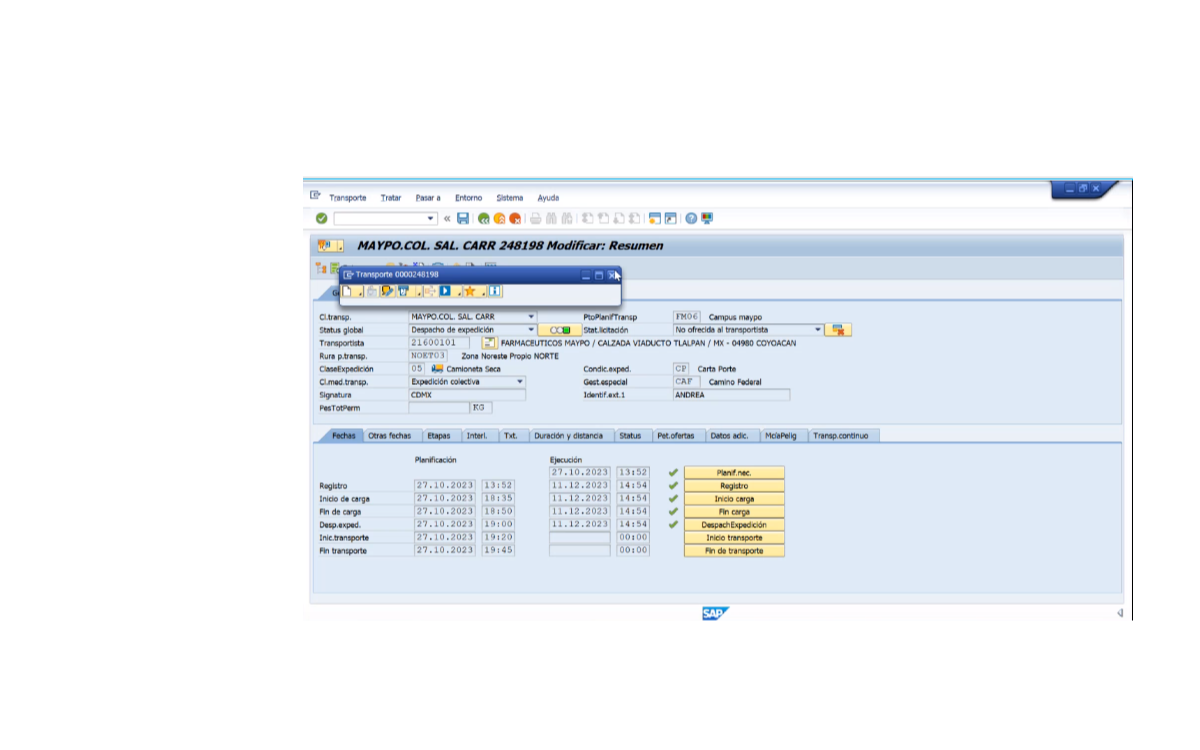 Transporte Tratar Pasar a Entorno Sistema Ayuda
MAYPO.COL. SAL. CARR 248198 Modificar: Resumen
Transporte 0000248198
Cl.transp. MAYPO.COL. SAL. CARR PtoPlanifTransp FM06 Campus maypo
Status global Despacho de expedición Stat.licitación No ofrecida al transportista
Transportista 21600101 FARMACEUTICOS MAYPO / CALZADA VIADUCTO TLALPAN / MX - 04980 COYOACAN
Rura p.transp. NOET03 Zona Noreste Propio NORTE
ClaseExpedición 05 Camioneta Seca Condic.exped. CP Carta Porte
Cl.med.transp. Expedición colectiva Gest.especial CAF Camino Federal
Signatura CDMX Identif.ext.1 ANDREA
PesTotPerm KG
Fechas Otras fechas Etapas Interl. Txt. Duración y distancia Status Pet.ofertas Datos adic. McíaPelig Transp.continuo
Planificación Ejecución
27.10.2023 13:52 Planif.nec.
Registro 27.10.2023 13:52 11.12.2023 14:54 Registro
Inicio de carga 27.10.2023 18:35 11.12.2023 14:54 Inicio carga
Fin de carga 27.10.2023 18:50 11.12.2023 14:54 Fin carga
Desp.exped. 27.10.2023 19:00 11.12.2023 14:54 DespachExpedición
Inic.transporte 27.10.2023 19:20 00:00 Inicio transporte
Fin transporte 27.10.2023 19:45 00:00 Fin de transporte
SAP